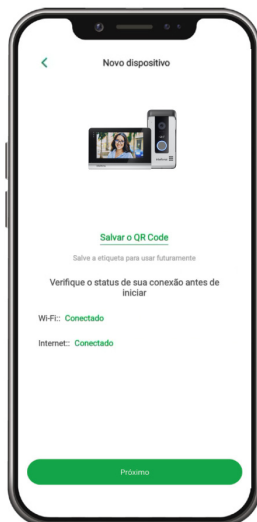 Novo dispositivo
Salvar o QR Code
Salve a etiqueta para usar futuramente
Verifique o status de sua conexão antes de
iniciar
Wi-Fi:: Conectado
Internet:: Conectado
Próximo